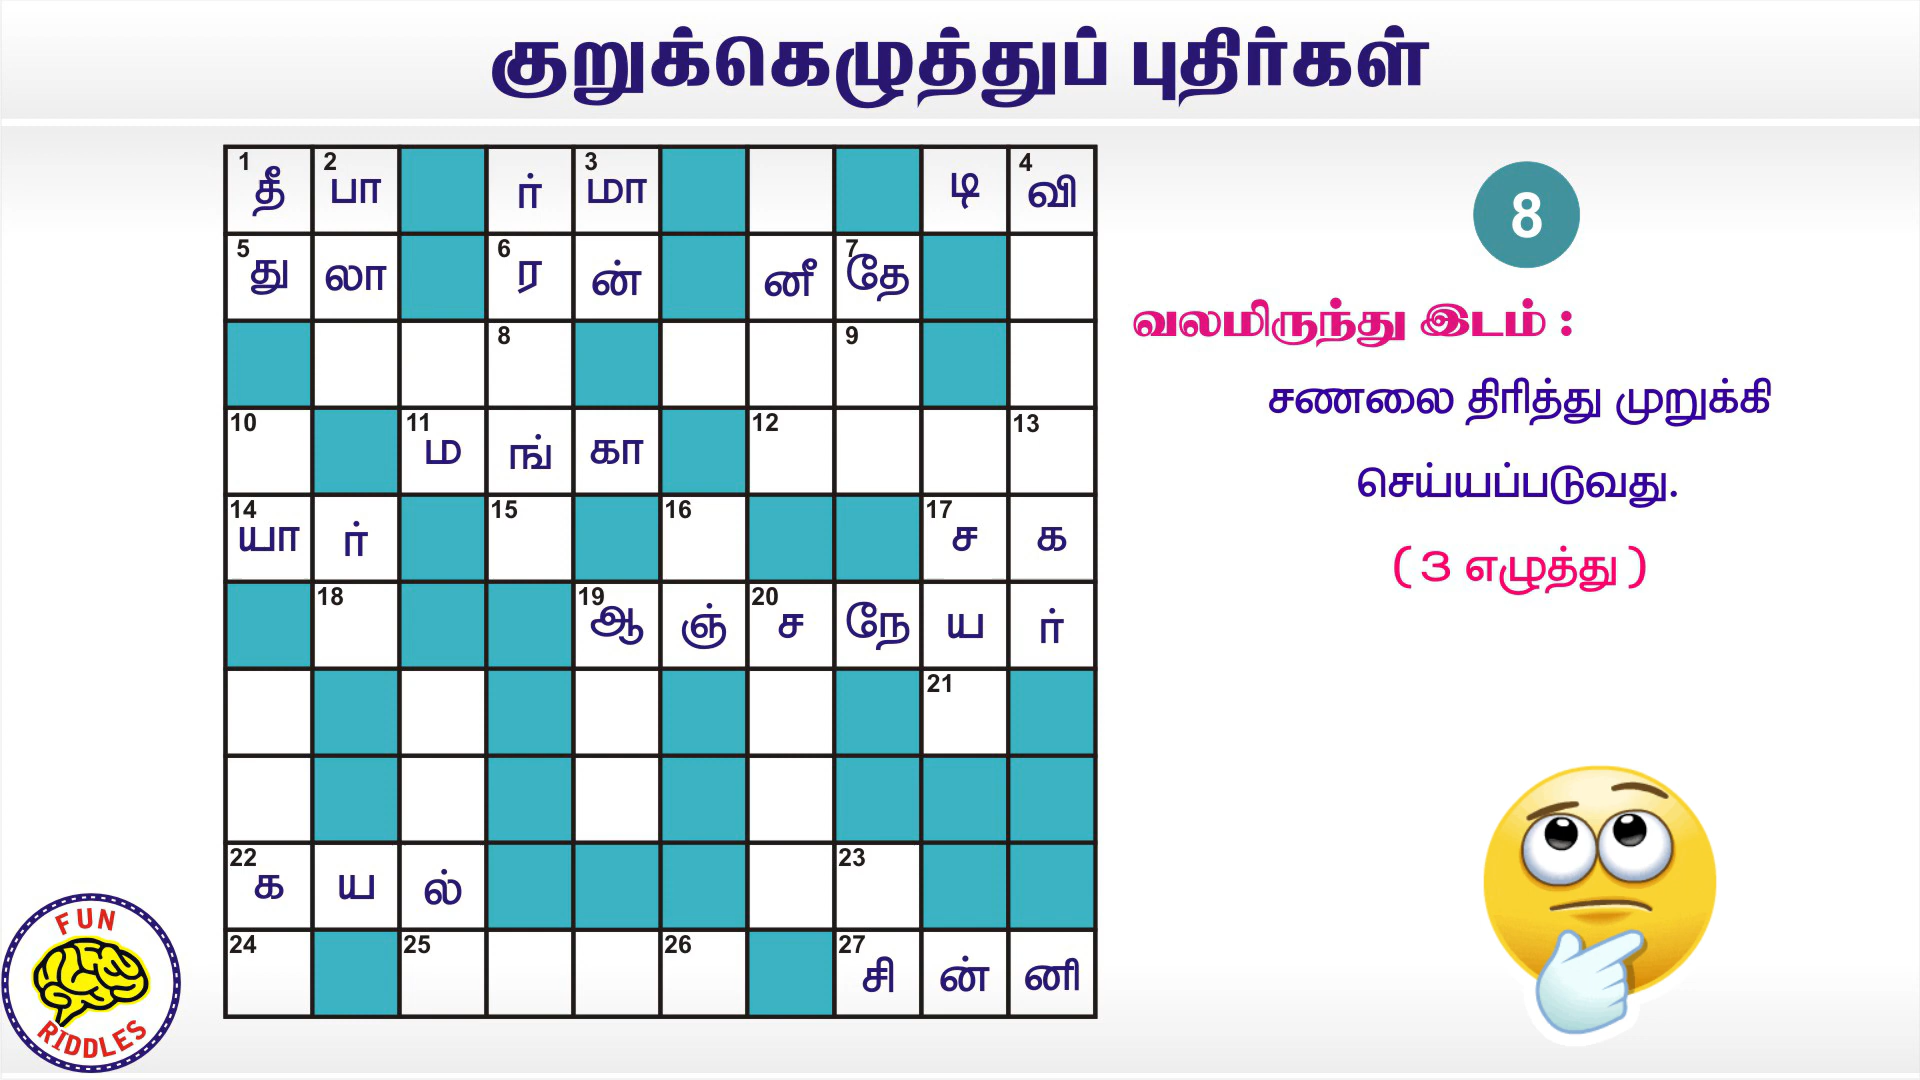 குறுக்கெழுத்துப் புதிர்கள்
1 தீ 2 பா ர் 3 மா டி 4 வி
5 து லா 6 ர ன் னீ 7 தே
8 9
10 11 ம ங் கா 12 13
14 யா ர் 15 16 17 ச க
18 19 ஆ ஞ் 20 ச நே ய ர்
21
22 க ய ல் 23
24 25 26 27 சி ன் னி
8
வலமிருந்து இடம் :
சணலை திரித்து முறுக்கி
செய்யப்படுவது.
( 3 எழுத்து )
FUN
RIDDLES